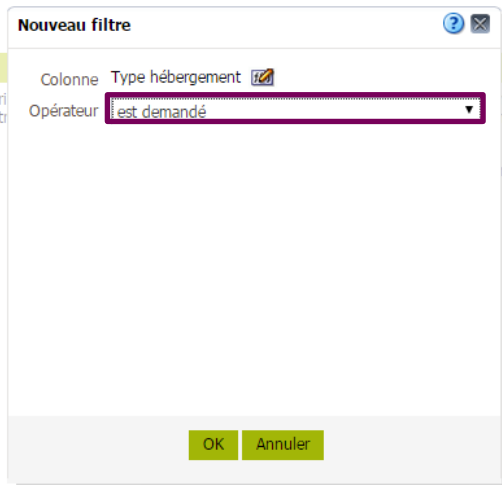 Nouveau filtre
Colonne Type hébergement
Opérateur est demandé
OK Annuler